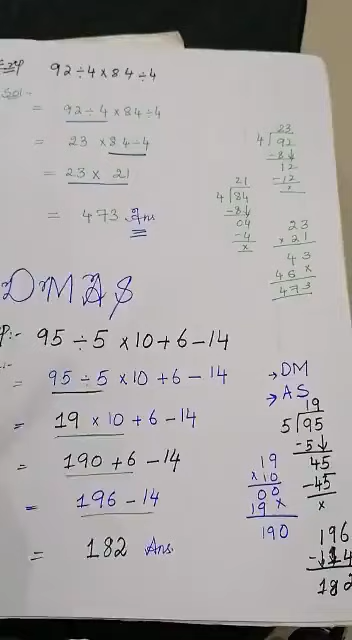 92÷4×84÷4
Sol:-
= 92÷4 ×84÷4
= 23 ×84÷4
= 23 × 21
= 473 Ans
23
4 92
-8↓
12
-12
×
21
4 84
-8↓
04
-4
×
23
×21
43
46×
473
DMAS
:- 95 ÷ 5 ×10+6-14
:-
= 95 ÷ 5 ×10+6-14
= 19 ×10+6-14
= 190+6-14
= 196-14
= 182 Ans.
→ DM
→ AS
19
5 95
-5↓
45
-45
×
19
×10
00
19×
190
196
-↓14
182